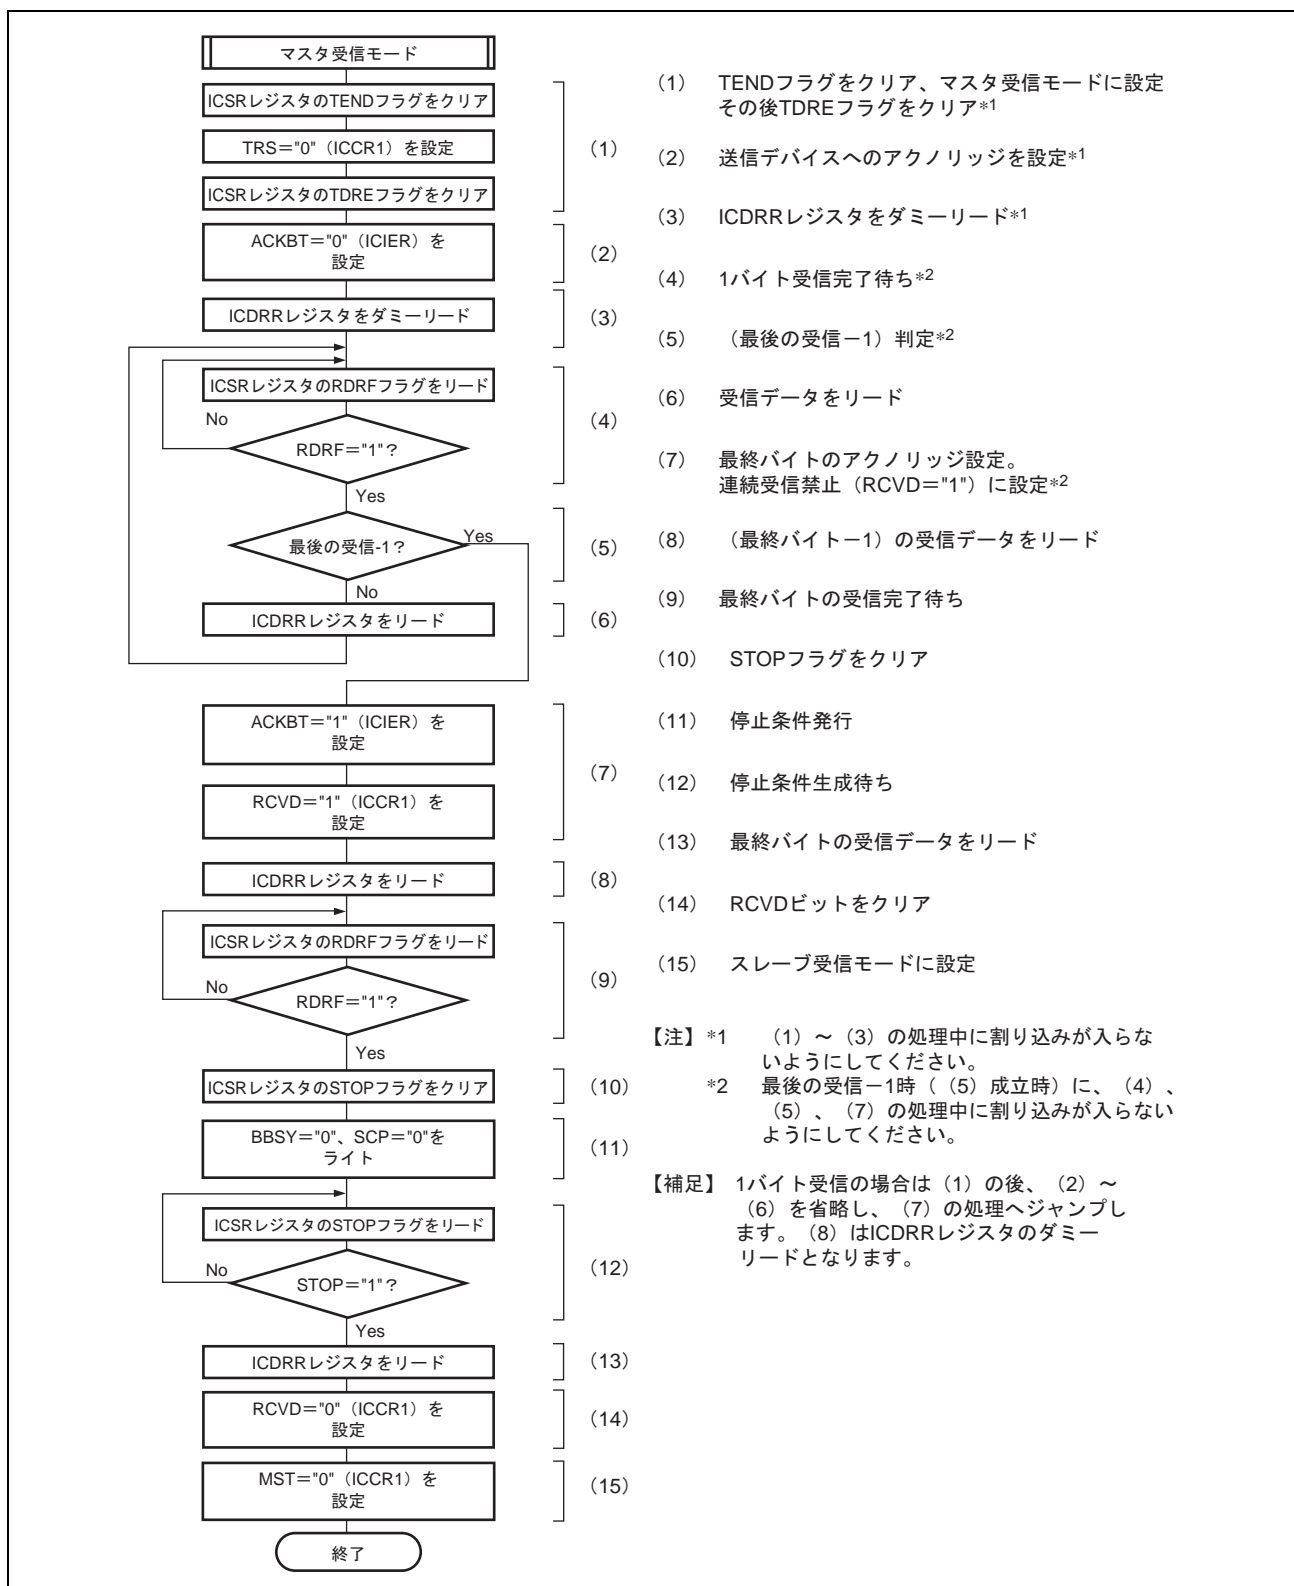 マスタ受信モード
ICSRレジスタのTENDフラグをクリア
TRS="0"(ICCR1)を設定
ICSRレジスタのTDREフラグをクリア
(1)
ACKBT="0"(ICIER)を
設定
(2)
ICDRRレジスタをダミーリード
(3)
ICSRレジスタのRDRFフラグをリード
No
RDRF="1"?
(4)
Yes
最後の受信-1?
Yes
(5)
No
ICDRRレジスタをリード
(6)
ACKBT="1"(ICIER)を
設定
RCVD="1"(ICCR1)を
設定
(7)
ICDRRレジスタをリード
(8)
ICSRレジスタのRDRFフラグをリード
No
RDRF="1"?
(9)
Yes
ICSRレジスタのSTOPフラグをクリア
(10)
BBSY="0"、SCP="0"を
ライト
(11)
ICSRレジスタのSTOPフラグをリード
No
STOP="1"?
(12)
Yes
ICDRRレジスタをリード
(13)
RCVD="0"(ICCR1)を
設定
(14)
MST="0"(ICCR1)を
設定
(15)
終了
(1) TENDフラグをクリア、マスタ受信モードに設定
その後TDREフラグをクリア*1
(2) 送信デバイスへのアクノリッジを設定*1
(3) ICDRRレジスタをダミーリード*1
(4) 1バイト受信完了待ち*2
(5) (最後の受信-1)判定*2
(6) 受信データをリード
(7) 最終バイトのアクノリッジ設定。
連続受信禁止(RCVD="1")に設定*2
(8) (最終バイト-1)の受信データをリード
(9) 最終バイトの受信完了待ち
(10) STOPフラグをクリア
(11) 停止条件発行
(12) 停止条件生成待ち
(13) 最終バイトの受信データをリード
(14) RCVDビットをクリア
(15) スレーブ受信モードに設定
【注】*1 (1)~(3)の処理中に割り込みが入らな
いようにしてください。
*2 最後の受信-1時((5)成立時)に、(4)、
(5)、(7)の処理中に割り込みが入らない
ようにしてください。
【補足】 1バイト受信の場合は(1)の後、(2)~
(6)を省略し、(7)の処理へジャンプし
ます。(8)はICDRRレジスタのダミー
リードとなります。